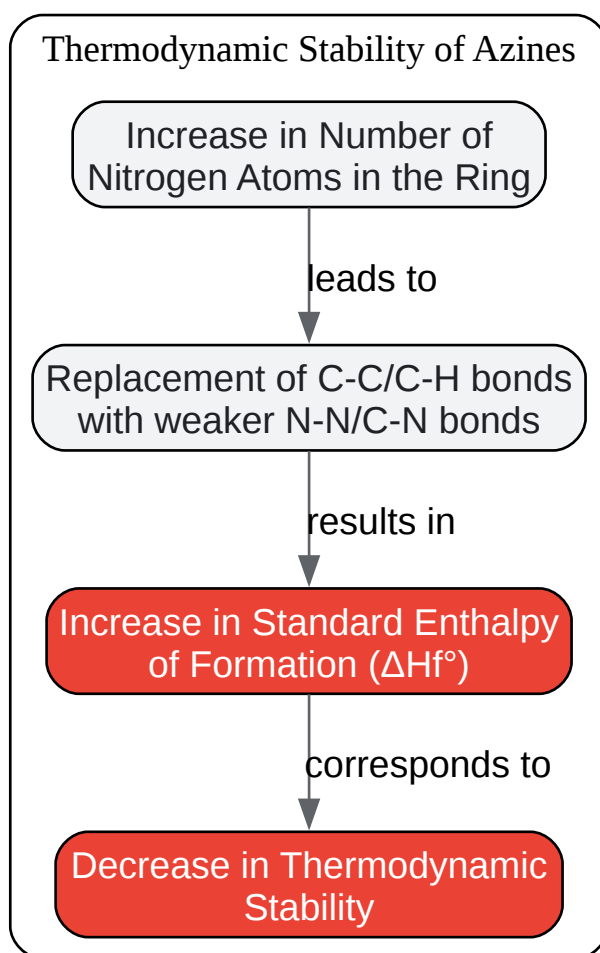 Thermodynamic Stability of Azines
Increase in Number of
Nitrogen Atoms in the Ring
leads to
Replacement of C-C/C-H bonds
with weaker N-N/C-N bonds
results in
Increase in Standard Enthalpy
of Formation (ΔHf°)
corresponds to
Decrease in Thermodynamic
Stability